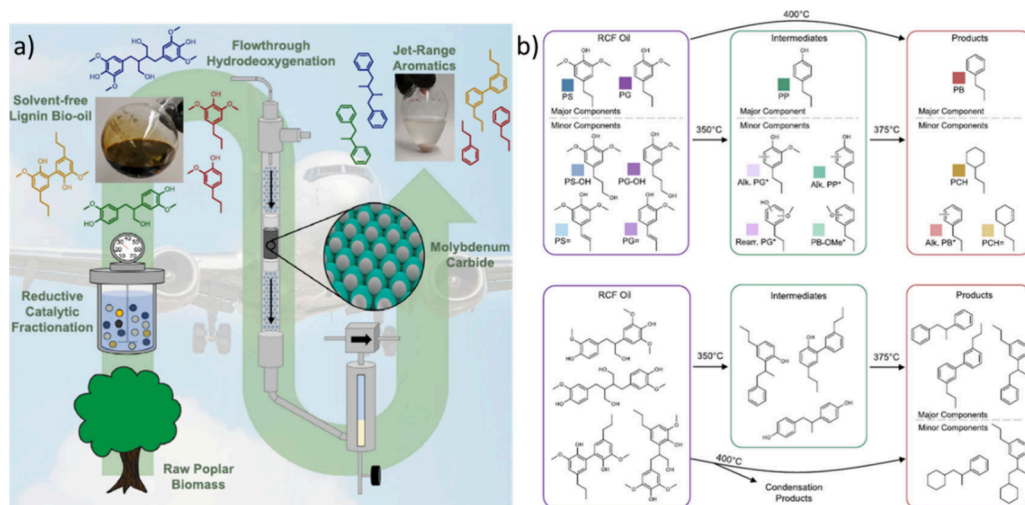 a)
Flowthrough
Hydrodeoxygenation
Jet-Range
Aromatics
Solvent-free
Lignin Bio-oil
Molybdenum
Carbide
Reductive
Catalytic
Fractionation
Raw Poplar
Biomass
b)
400°C
RCF Oil
Intermediates
Products
PS
PG
PP
PB
Major Components
Major Component
Major Component
Minor Components
Minor Components
Minor Components
350°C
375°C
PS-OH
PG-OH
Alk. PG*
Alk. PP*
PCH
PS=
PG=
Rearr. PG*
PB-OMe*
Alk. PB*
PCH=
RCF Oil
Intermediates
Products
350°C
375°C
Major Components
Minor Components
400°C
Condensation
Products